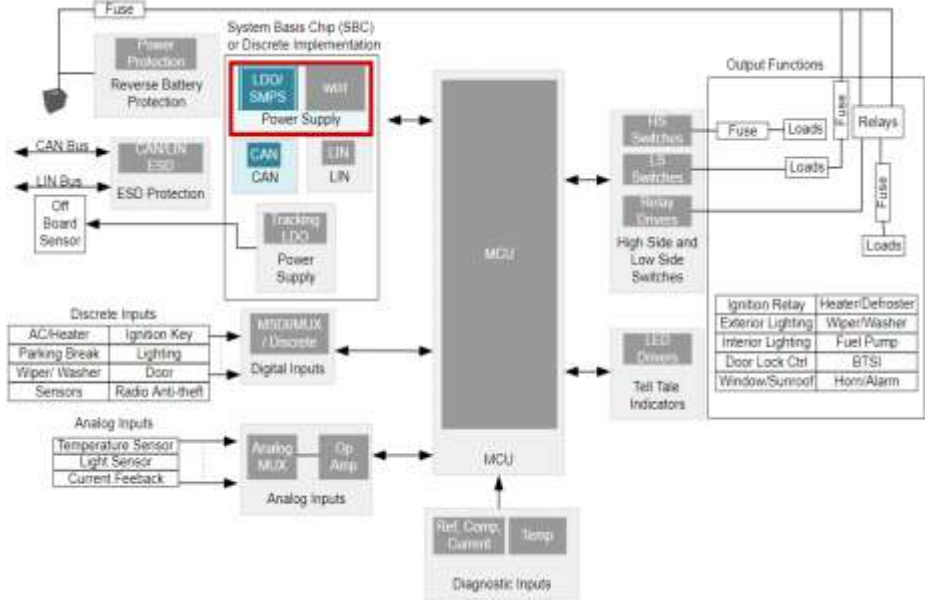 Fuse
System Basis Chip (SBC)
or Discrete Implementation
Power
Protection
Reverse Battery
Protection
LDO/
SMPS
WDT
Power Supply
CAN Bus
CAN/LIN
ESD
LIN Bus
ESD Protection
CAN
CAN
LIN
LIN
Off
Board
Sensor
Tracking
LDO
Power
Supply
MCU
MCU
Output Functions
HS
Switches
Fuse
Loads
Fuse
Relays
LS
Switches
Loads
Relay
Drivers
Fuse
Loads
High Side and
Low Side
Switches
Ignition Relay Heater/Defroster
Exterior Lighting Wiper/Washer
Interior Lighting Fuel Pump
Door Lock Ctrl BTSI
Window/Sunroof Horn/Alarm
LED
Drivers
Tell Tale
Indicators
Discrete Inputs
AC/Heater Ignition Key
Parking Break Lighting
Wiper/ Washer Door
Sensors Radio Anti-theft
MSDI/MUX
/ Discrete
Digital Inputs
Analog Inputs
Temperature Sensor
Light Sensor
Current Feeback
Analog
MUX
Op
Amp
Analog Inputs
Ref, Comp,
Current
Temp
Diagnostic Inputs